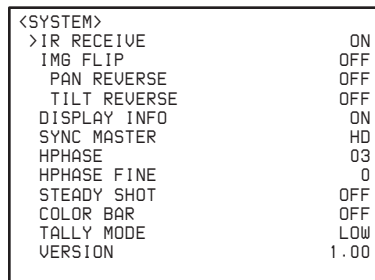 <SYSTEM>
>IR RECEIVE ON
IMG FLIP OFF
PAN REVERSE OFF
TILT REVERSE OFF
DISPLAY INFO ON
SYNC MASTER HD
HPHASE 03
HPHASE FINE 0
STEADY SHOT OFF
COLOR BAR OFF
TALLY MODE LOW
VERSION 1.00